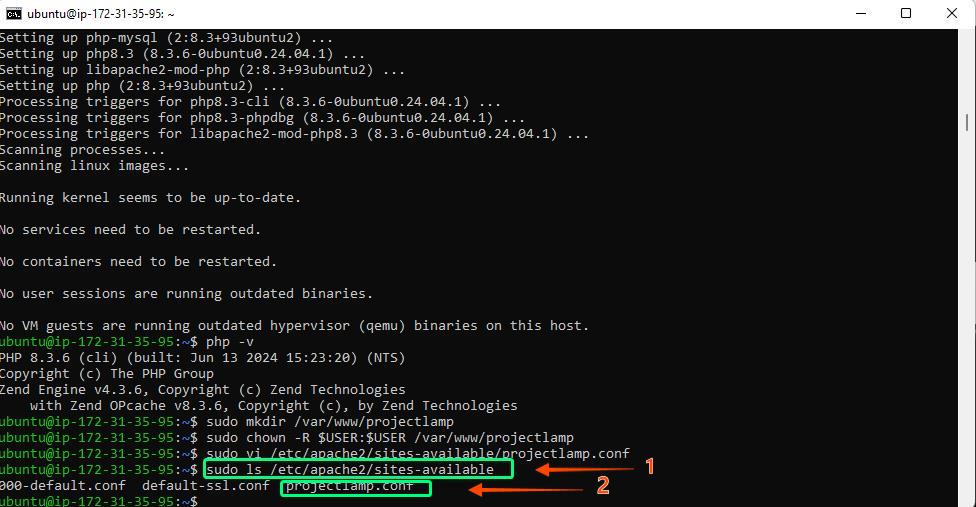 ubuntu@ip-172-31-35-95: ~
Setting up php-mysql (2:8.3+93ubuntu2) ...
Setting up php8.3 (8.3.6-0ubuntu0.24.04.1) ...
Setting up libapache2-mod-php (2:8.3+93ubuntu2) ...
Setting up php (2:8.3+93ubuntu2) ...
Processing triggers for php8.3-cli (8.3.6-0ubuntu0.24.04.1) ...
Processing triggers for php8.3-phpdbg (8.3.6-0ubuntu0.24.04.1) ...
Processing triggers for libapache2-mod-php8.3 (8.3.6-0ubuntu0.24.04.1) ...
Scanning processes...
Scanning linux images...
Running kernel seems to be up-to-date.
No services need to be restarted.
No containers need to be restarted.
No user sessions are running outdated binaries.
No VM guests are running outdated hypervisor (qemu) binaries on this host.
ubuntu@ip-172-31-35-95:~$ php -v
PHP 8.3.6 (cli) (built: Jun 13 2024 15:23:20) (NTS)
Copyright (c) The PHP Group
Zend Engine v4.3.6, Copyright (c) Zend Technologies
with Zend OPcache v8.3.6, Copyright (c), by Zend Technologies
ubuntu@ip-172-31-35-95:~$ sudo mkdir /var/www/projectlamp
ubuntu@ip-172-31-35-95:~$ sudo chown -R $USER:$USER /var/www/projectlamp
ubuntu@ip-172-31-35-95:~$ sudo vi /etc/apache2/sites-available/projectlamp.conf
ubuntu@ip-172-31-35-95:~$ sudo ls /etc/apache2/sites-available 1
000-default.conf default-ssl.conf projectlamp.conf 2
ubuntu@ip-172-31-35-95:~$